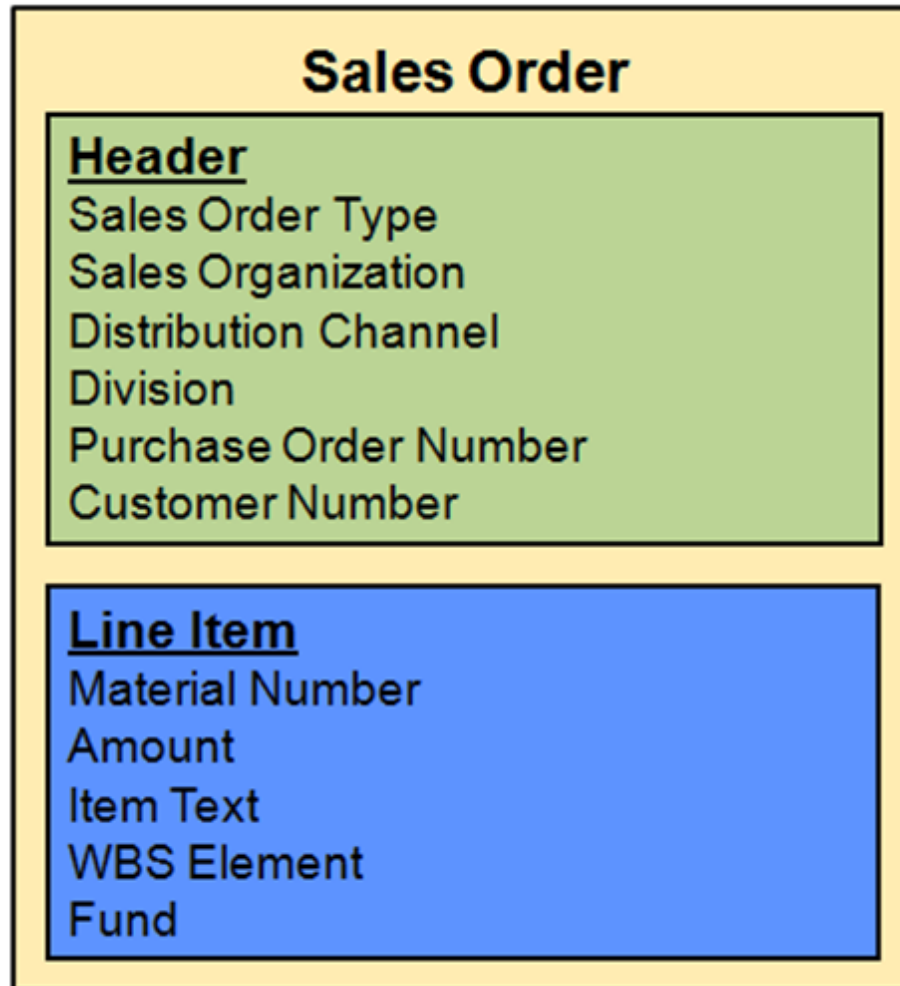 Sales Order
Header
Sales Order Type
Sales Organization
Distribution Channel
Division
Purchase Order Number
Customer Number
Line Item
Material Number
Amount
Item Text
WBS Element
Fund